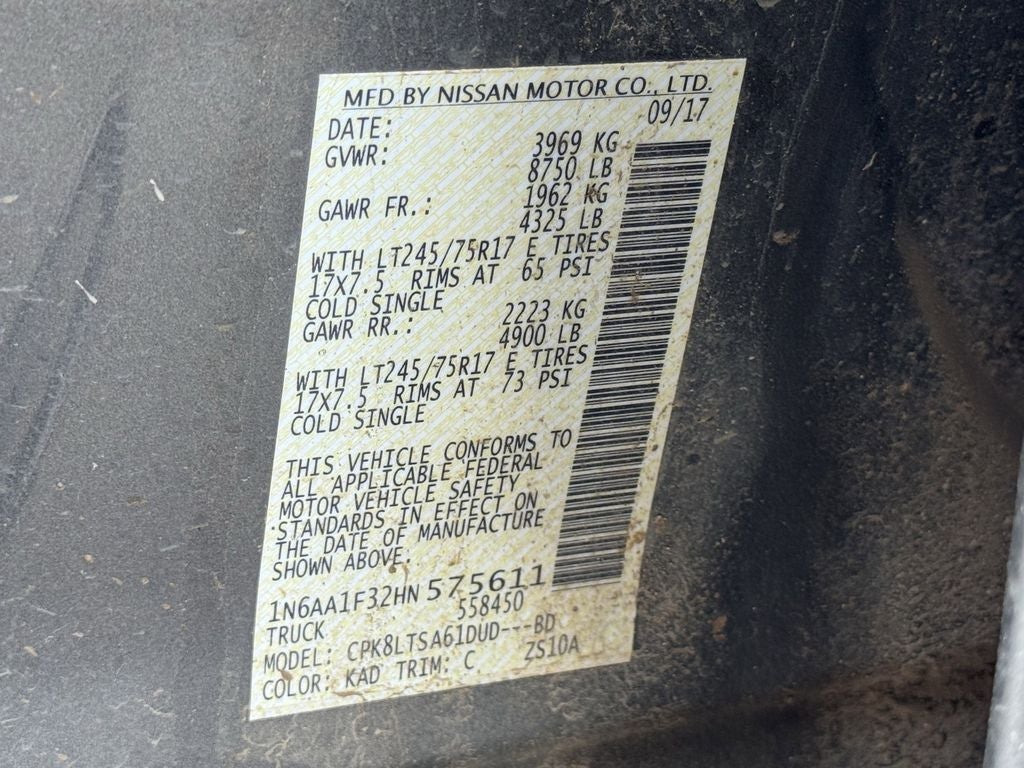 MFD BY NISSAN MOTOR CO., LTD.
DATE: 09/17
GVWR: 3969 KG
8750 LB
GAWR FR.: 1962 KG
4325 LB
WITH LT245/75R17 E TIRES
17X7.5 RIMS AT 65 PSI
COLD SINGLE
GAWR RR.: 2223 KG
4900 LB
WITH LT245/75R17 E TIRES
17X7.5 RIMS AT 73 PSI
COLD SINGLE
THIS VEHICLE CONFORMS TO
ALL APPLICABLE FEDERAL
MOTOR VEHICLE SAFETY
STANDARDS IN EFFECT ON
THE DATE OF MANUFACTURE
SHOWN ABOVE.
1N6AA1F32HN 575611
TRUCK 558450
MODEL: CPK8LTSA61DUD---BD
COLOR: KAD TRIM: C ZS10A